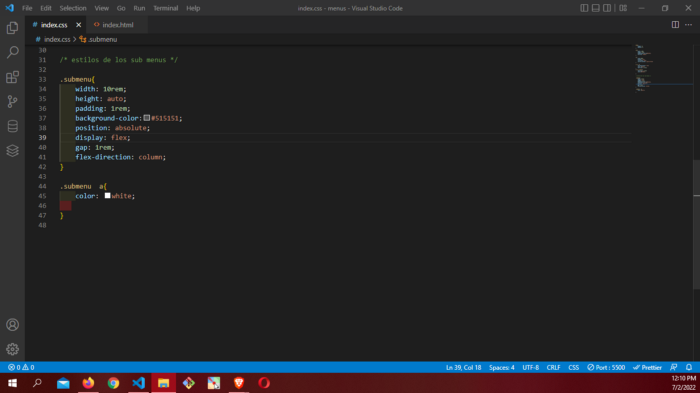 File Edit Selection View Go Run Terminal Help index.css - menus - Visual Studio Code
# index.css × <> index.html
# index.css > .submenu
30
31 /* estilos de los sub menus */
32
33 .submenu{
34 width: 10rem;
35 height: auto;
36 padding: 1rem;
37 background-color: #515151;
38 position: absolute;
39 display: flex;
40 gap: 1rem;
41 flex-direction: column;
42 }
43
44 .submenu a{
45 color: white;
46
47 }
48
0 0 Ln 39, Col 18 Spaces: 4 UTF-8 CRLF CSS Port : 5500 Prettier
12:10 PM
7/2/2022